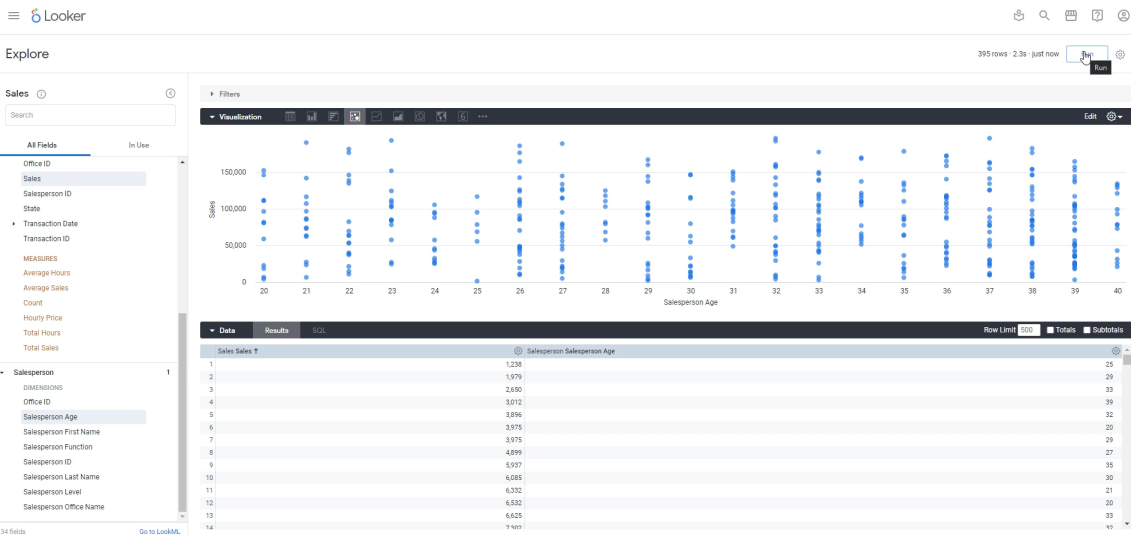 Looker
Explore
395 rows · 2.3s · just now
Run
Sales
Search
All Fields
In Use
Office ID
Sales
Salesperson ID
State
Transaction Date
Transaction ID
MEASURES
Average Hours
Average Sales
Count
Hourly Price
Total Hours
Total Sales
Salesperson 1
DIMENSIONS
Office ID
Salesperson Age
Salesperson First Name
Salesperson Function
Salesperson ID
Salesperson Last Name
Salesperson Level
Salesperson Office Name
34 fields
Go to LookML
Filters
Visualization
6
Edit
Sales
150,000
100,000
50,000
0
20 21 22 23 24 25 26 27 28 29 30 31 32 33 34 35 36 37 38 39 40
Salesperson Age
Data Results SQL
Row Limit 500 Totals Subtotals
Sales Sales ↑ Salesperson Salesperson Age
1 1,238 25
2 1,979 29
3 2,650 33
4 3,012 39
5 3,896 32
6 3,975 20
7 3,975 29
8 4,899 27
9 5,937 35
10 6,085 30
11 6,332 21
12 6,532 20
13 6,625 33
14 7,302 32